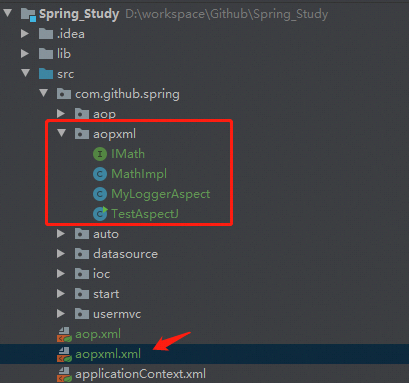 Spring_Study D:\workspace\Github\Spring_Study
.idea
lib
src
com.github.spring
aop
aopxml
IMath
MathImpl
MyLoggerAspect
TestAspectJ
auto
datasource
ioc
start
usermvc
aop.xml
aopxml.xml
applicationContext.xml